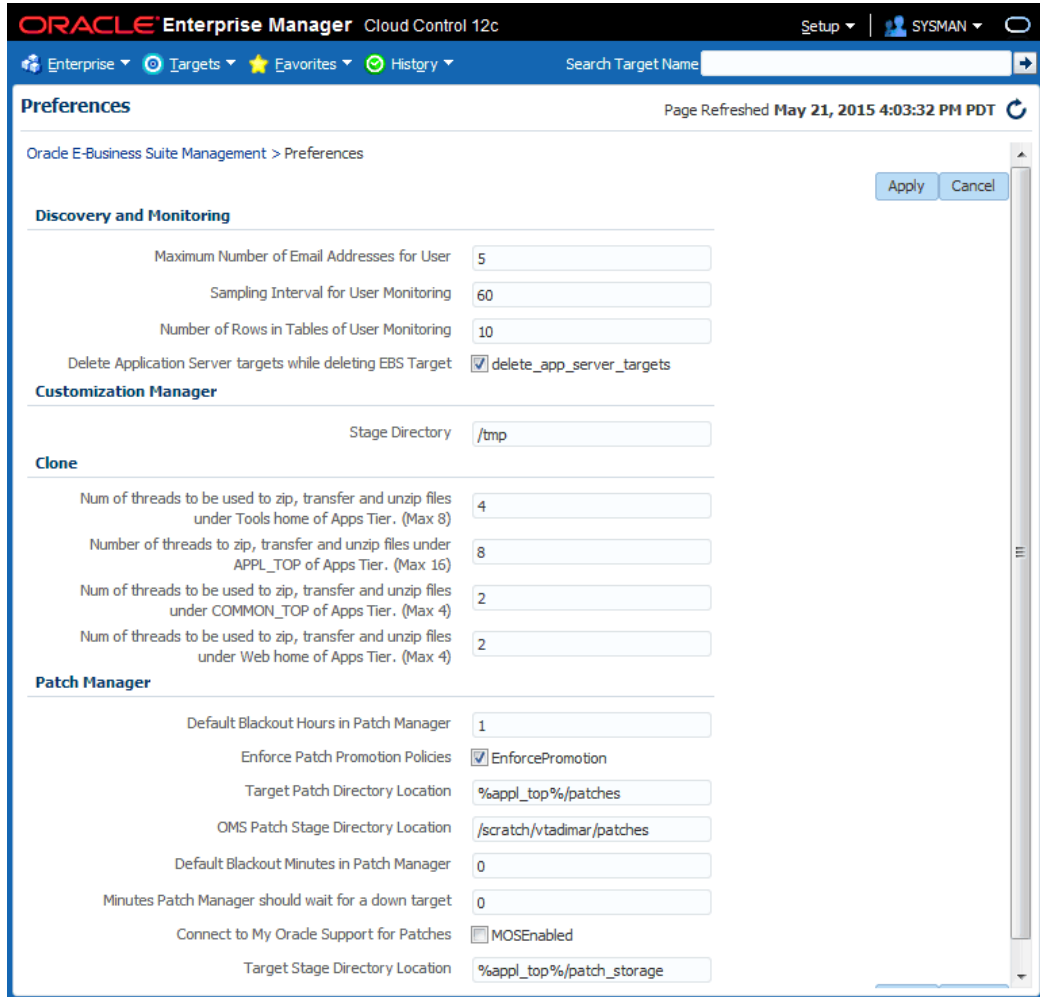 ORACLE Enterprise Manager Cloud Control 12c
Setup
SYSMAN
Enterprise
Targets
Favorites
History
Search Target Name
Preferences
Page Refreshed May 21, 2015 4:03:32 PM PDT
Oracle E-Business Suite Management > Preferences
Apply
Cancel
Discovery and Monitoring
Maximum Number of Email Addresses for User
5
Sampling Interval for User Monitoring
60
Number of Rows in Tables of User Monitoring
10
Delete Application Server targets while deleting EBS Target
delete_app_server_targets
Customization Manager
Stage Directory
/tmp
Clone
Num of threads to be used to zip, transfer and unzip files
under Tools home of Apps Tier. (Max 8)
4
Number of threads to zip, transfer and unzip files under
APPL_TOP of Apps Tier. (Max 16)
8
Num of threads to be used to zip, transfer and unzip files
under COMMON_TOP of Apps Tier. (Max 4)
2
Num of threads to be used to zip, transfer and unzip files
under Web home of Apps Tier. (Max 4)
2
Patch Manager
Default Blackout Hours in Patch Manager
1
Enforce Patch Promotion Policies
EnforcePromotion
Target Patch Directory Location
%appl_top%/patches
OMS Patch Stage Directory Location
/scratch/vtadimar/patches
Default Blackout Minutes in Patch Manager
0
Minutes Patch Manager should wait for a down target
0
Connect to My Oracle Support for Patches
MOSEnabled
Target Stage Directory Location
%appl_top%/patch_storage